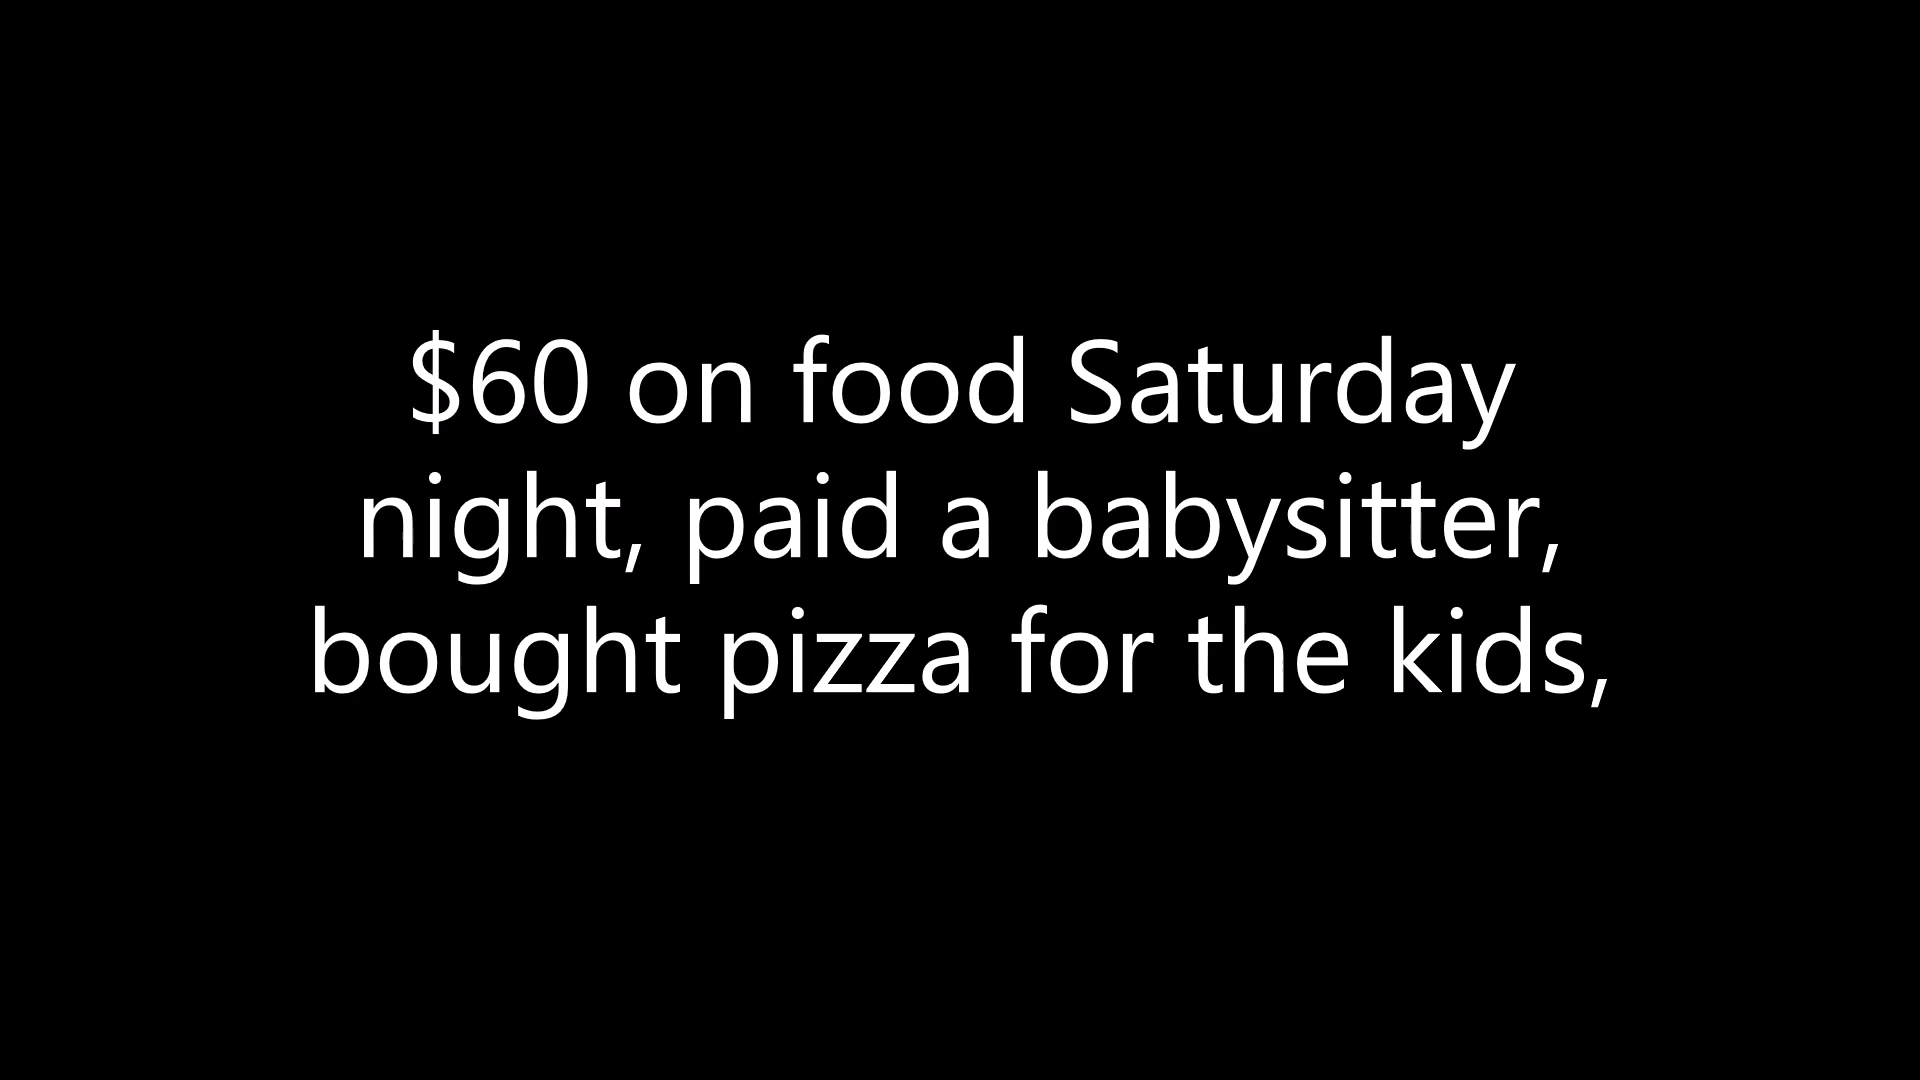 $60 on food Saturday
night, paid a babysitter,
bought pizza for the kids,